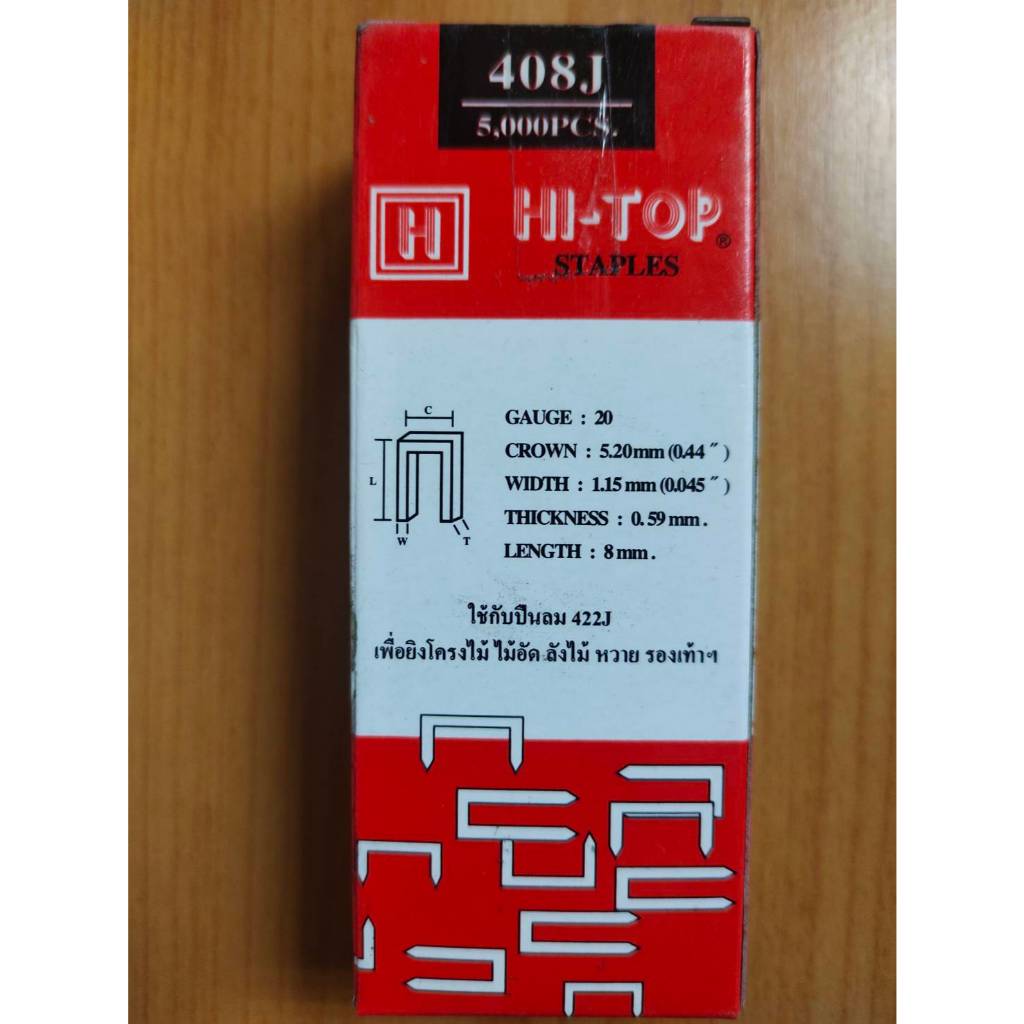 408J
5,000PCS.
H
HI-TOP®
STAPLES
C
L
W T
GAUGE : 20
CROWN : 5.20mm (0.44″)
WIDTH : 1.15 mm (0.045″)
THICKNESS : 0.59 mm.
LENGTH : 8 mm.
ใช้กับปืนลม 422J
เพื่อยิงโครงไม้ ไม้อัด ลังไม้ หวาย รองเท้าฯ